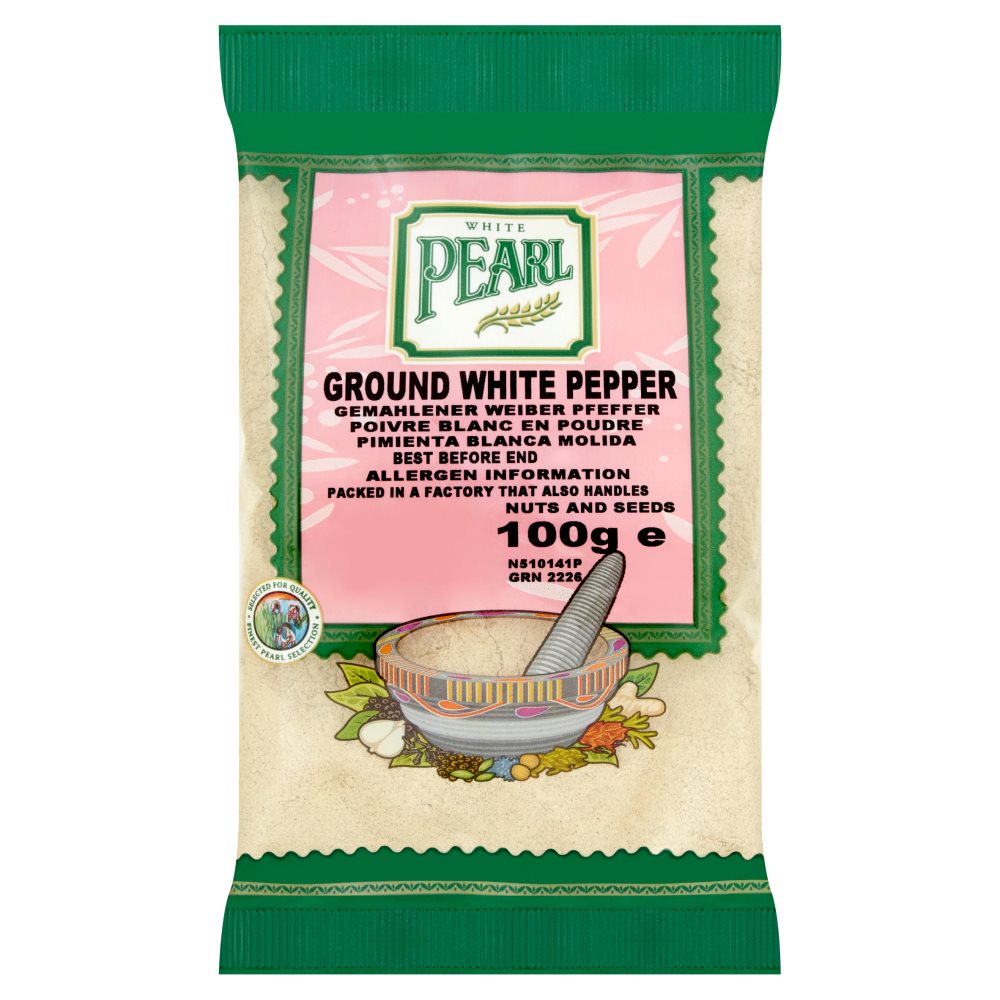 WHITE
PEARL
GROUND WHITE PEPPER
GEMAHLENER WEIBER PFEFFER
POIVRE BLANC EN POUDRE
PIMIENTA BLANCA MOLIDA
BEST BEFORE END
ALLERGEN INFORMATION
PACKED IN A FACTORY THAT ALSO HANDLES
NUTS AND SEEDS
100g e
N510141P
GRN 2226
SELECTED FOR QUALITY
FINEST PEARL SELECTION